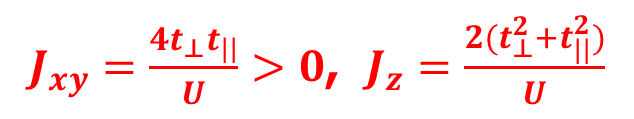 J_{xy} = \frac{4t_{\perp}t_{||}}{U} > 0, J_z = \frac{2(t_{\perp}^2+t_{||}^2)}{U}